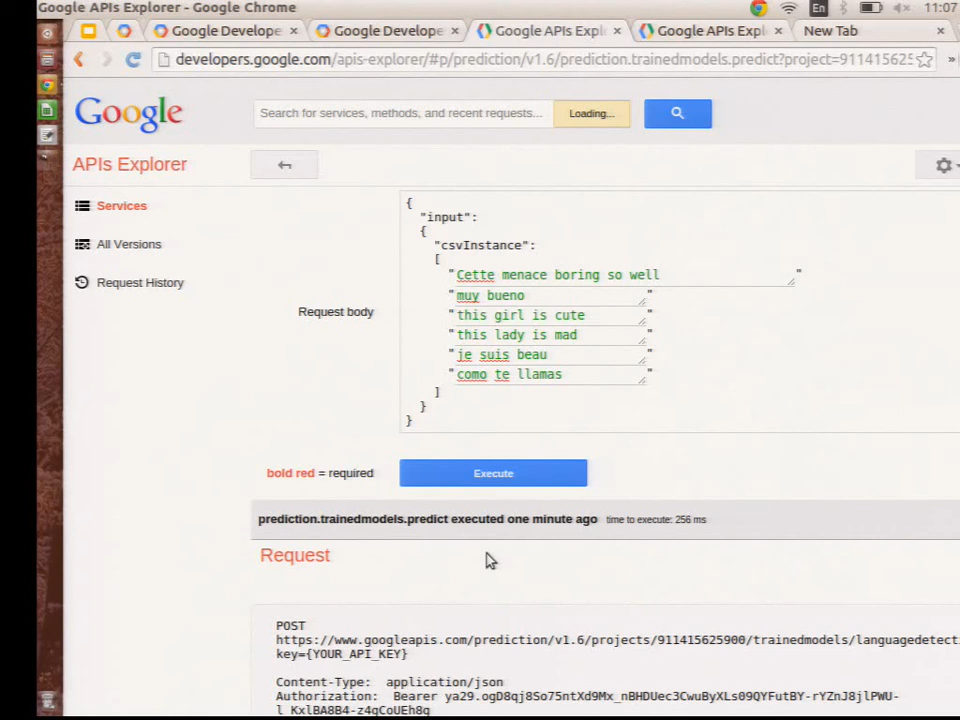 Google APIs Explorer - Google Chrome
En
11:07
Google Develope ×
Google Develope ×
Google APIs Expl ×
Google APIs Expl ×
New Tab ×
developers.google.com/apis-explorer/#p/prediction/v1.6/prediction.trainedmodels.predict?project=91141562
Google
Search for services, methods, and recent requests...
Loading...
APIs Explorer
Services
All Versions
Request History
Request body
{
"input":
{
"csvInstance":
[
"Cette menace boring so well "
"muy bueno "
"this girl is cute "
"this lady is mad "
"je suis beau "
"como te llamas "
]
}
}
bold red = required
Execute
prediction.trainedmodels.predict executed one minute ago time to execute: 256 ms
Request
POST
https://www.googleapis.com/prediction/v1.6/projects/911415625900/trainedmodels/languagedetecti
key={YOUR_API_KEY}
Content-Type: application/json
Authorization: Bearer ya29.ogD8qj8So75ntXd9Mx_nBHDUec3CwuByXLs09QYFutBY-rYZnJ8jlPWU-
l_KxlBA8B4-z4qCoUEh8q